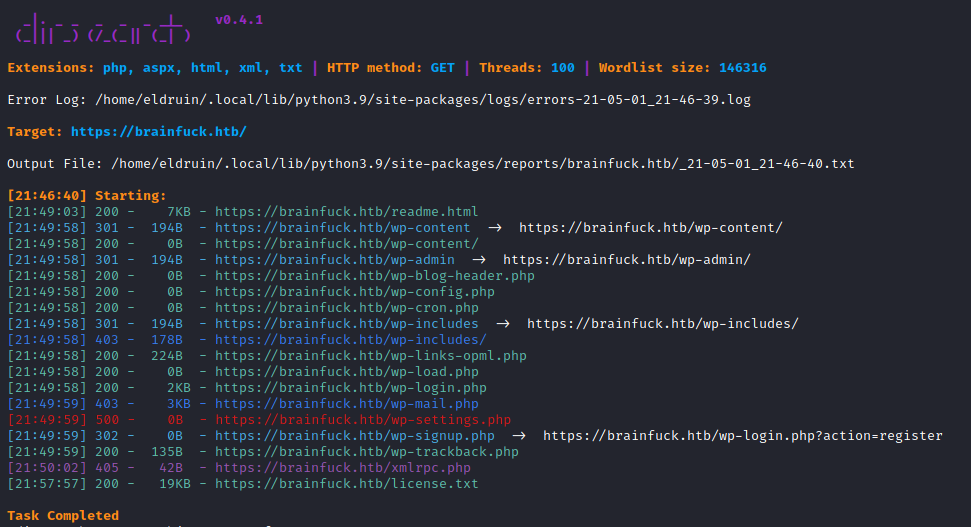 v0.4.1
Extensions: php, aspx, html, xml, txt | HTTP method: GET | Threads: 100 | Wordlist size: 146316
Error Log: /home/eldruin/.local/lib/python3.9/site-packages/logs/errors-21-05-01_21-46-39.log
Target: https://brainfuck.htb/
Output File: /home/eldruin/.local/lib/python3.9/site-packages/reports/brainfuck.htb/_21-05-01_21-46-40.txt
[21:46:40] Starting:
[21:49:03] 200 -    7KB - https://brainfuck.htb/readme.html
[21:49:58] 301 -  194B  - https://brainfuck.htb/wp-content  →  https://brainfuck.htb/wp-content/
[21:49:58] 200 -    0B  - https://brainfuck.htb/wp-content/
[21:49:58] 301 -  194B  - https://brainfuck.htb/wp-admin  →  https://brainfuck.htb/wp-admin/
[21:49:58] 200 -    0B  - https://brainfuck.htb/wp-blog-header.php
[21:49:58] 200 -    0B  - https://brainfuck.htb/wp-config.php
[21:49:58] 200 -    0B  - https://brainfuck.htb/wp-cron.php
[21:49:58] 301 -  194B  - https://brainfuck.htb/wp-includes  →  https://brainfuck.htb/wp-includes/
[21:49:58] 403 -  178B  - https://brainfuck.htb/wp-includes/
[21:49:58] 200 -  224B  - https://brainfuck.htb/wp-links-opml.php
[21:49:58] 200 -    0B  - https://brainfuck.htb/wp-load.php
[21:49:58] 200 -    2KB - https://brainfuck.htb/wp-login.php
[21:49:59] 403 -    3KB - https://brainfuck.htb/wp-mail.php
[21:49:59] 500 -    0B  - https://brainfuck.htb/wp-settings.php
[21:49:59] 302 -    0B  - https://brainfuck.htb/wp-signup.php  →  https://brainfuck.htb/wp-login.php?action=register
[21:49:59] 200 -  135B  - https://brainfuck.htb/wp-trackback.php
[21:50:02] 405 -   42B  - https://brainfuck.htb/xmlrpc.php
[21:57:57] 200 -   19KB - https://brainfuck.htb/license.txt
Task Completed